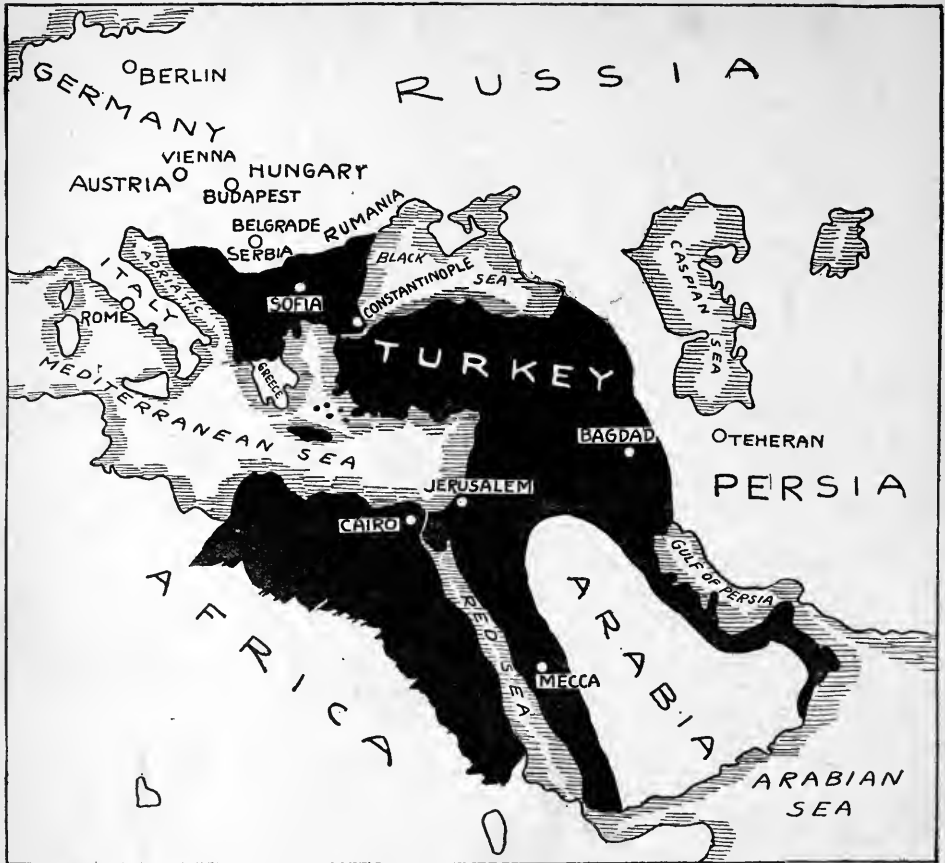 RUSSIA
GERMANY
BERLIN
VIENNA
AUSTRIA
HUNGARY
BUDAPEST
BELGRADE
SERBIA
RUMANIA
ADRIATIC
ITALY
ROME
BLACK SEA
CONSTANTINOPLE
SOFIA
CASPIAN SEA
TURKEY
GREECE
MEDITERRANEAN SEA
BAGDAD
TEHERAN
PERSIA
JERUSALEM
CAIRO
GULF OF PERSIA
AFRICA
RED SEA
ARABIA
MECCA
ARABIAN
SEA